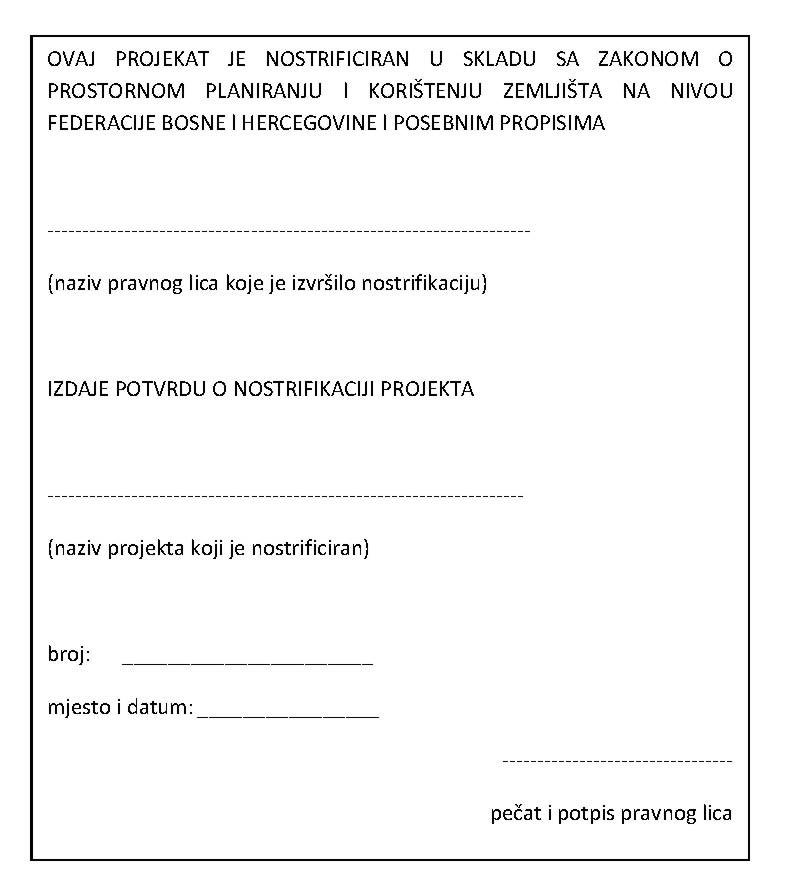 OVAJ PROJEKAT JE NOSTRIFICIRAN U SKLADU SA ZAKONOM O
PROSTORNOM PLANIRANJU I KORIŠTENJU ZEMLJIŠTA NA NIVOU
FEDERACIJE BOSNE I HERCEGOVINE I POSEBNIM PROPISIMA
---------------------------------------------------------------------
(naziv pravnog lica koje je izvršilo nostrifikaciju)
IZDAJE POTVRDU O NOSTRIFIKACIJI PROJEKTA
--------------------------------------------------------------------
(naziv projekta koji je nostrificiran)
broj: ______________________
mjesto i datum: ________________
---------------------------------
pečat i potpis pravnog lica